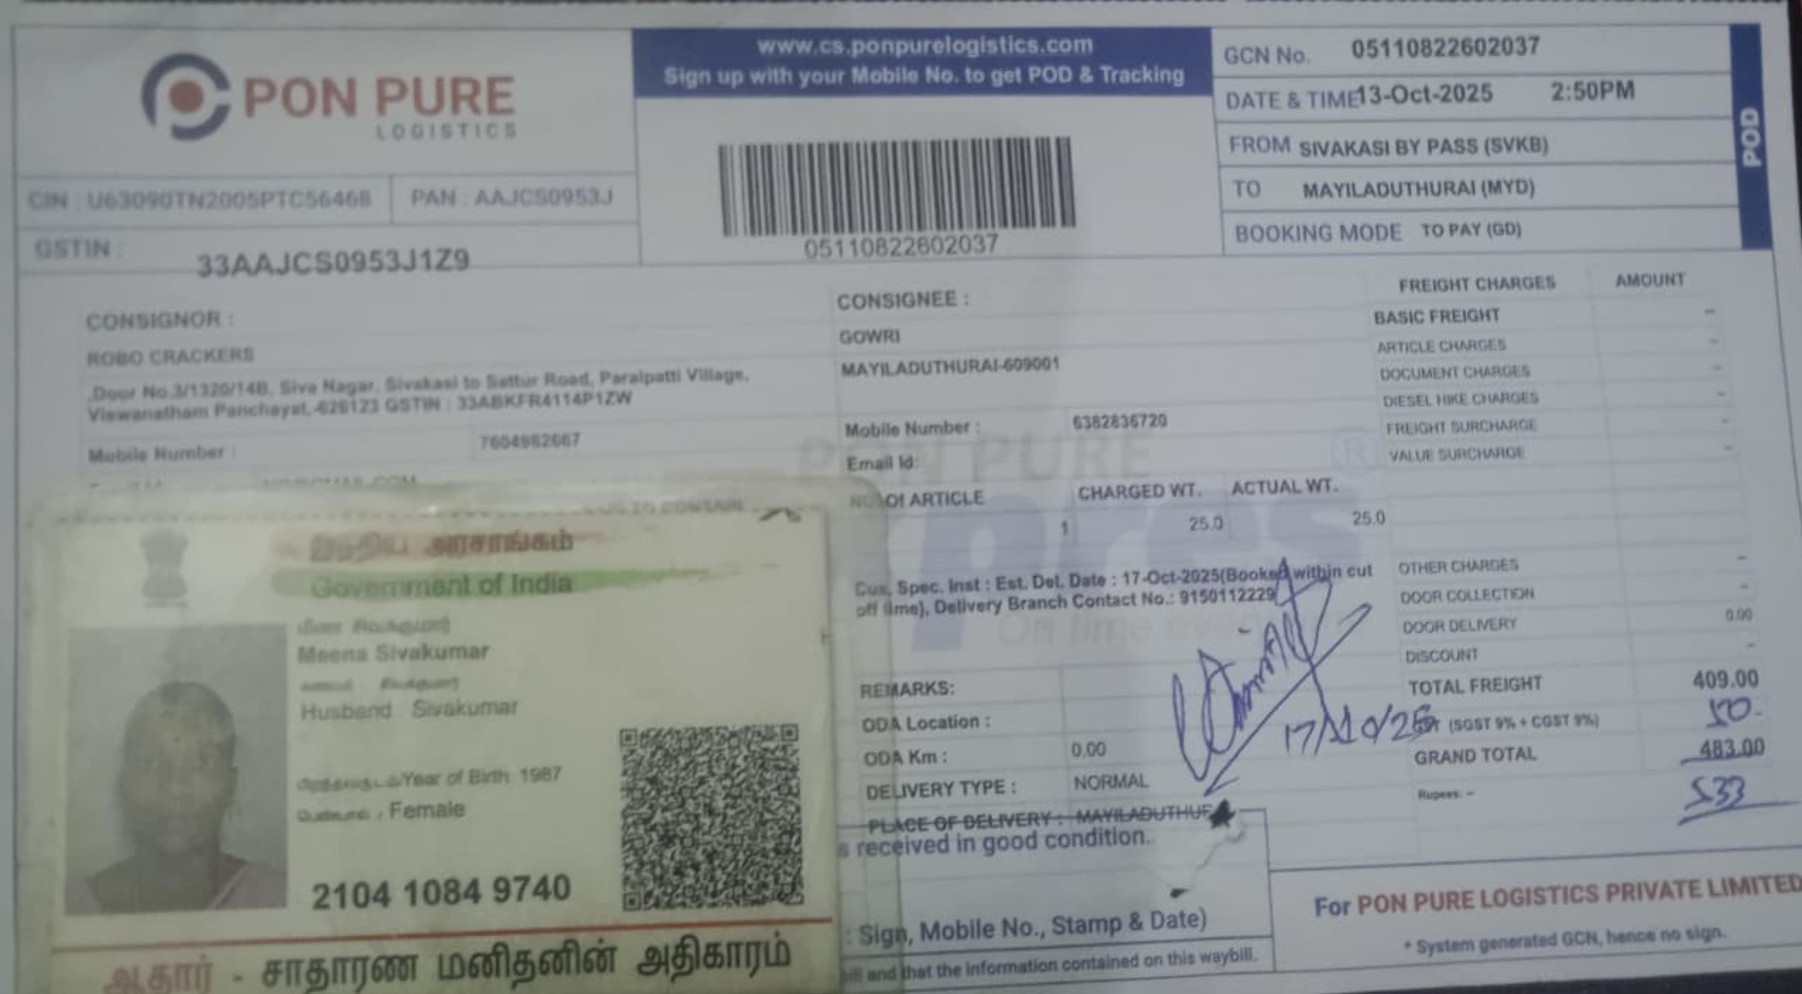 PON PURE
LOGISTICS
www.cs.ponpurelogistics.com
Sign up with your Mobile No. to get POD & Tracking
GCN No. 05110822602037
DATE & TIME 13-Oct-2025 2:50PM
FROM SIVAKASI BY PASS (SVKB)
TO MAYILADUTHURAI (MYD)
BOOKING MODE TO PAY (GD)
POD
CIN : U63090TN2005PTC56468
PAN : AAJCS0953J
GSTIN : 33AAJCS0953J1Z9
05110822602037
CONSIGNOR :
ROBO CRACKERS
Door No.3/1320/14B, Siva Nagar, Sivakasi to Sattur Road, Paraipatti Village,
Viswanatham Panchayat,-626123 GSTIN : 33ABKFR4114P1ZW
Mobile Number : 7604982667
CONSIGNEE :
GOWRI
MAYILADUTHURAI-609001
Mobile Number : 6382836720
Email Id:
NO Of ARTICLE CHARGED WT. ACTUAL WT.
1 25.0 25.0
Cus. Spec. Inst : Est. Del. Date : 17-Oct-2025(Booked within cut
off time), Delivery Branch Contact No.: 9150112229
REMARKS:
ODA Location :
ODA Km : 0.00
DELIVERY TYPE : NORMAL
PLACE OF DELIVERY : MAYILADUTHU
received in good condition.
Sign, Mobile No., Stamp & Date)
and that the information contained on this waybill.
17/10/25
FREIGHT CHARGES AMOUNT
BASIC FREIGHT -
ARTICLE CHARGES -
DOCUMENT CHARGES -
DIESEL HIKE CHARGES -
FREIGHT SURCHARGE -
VALUE SURCHARGE -
OTHER CHARGES -
DOOR COLLECTION -
DOOR DELIVERY 0.00
DISCOUNT -
TOTAL FREIGHT 409.00
(SGST 9% + CGST 9%) 50.
GRAND TOTAL 483.00
Rupees: -
533
For PON PURE LOGISTICS PRIVATE LIMITED
* System generated GCN, hence no sign.
இந்திய அரசாங்கம்
Government of India
Meena Sivakumar
Husband : Sivakumar
Year of Birth: 1987
Female
2104 1084 9740
ஆதார் - சாதாரண மனிதனின் அதிகாரம்